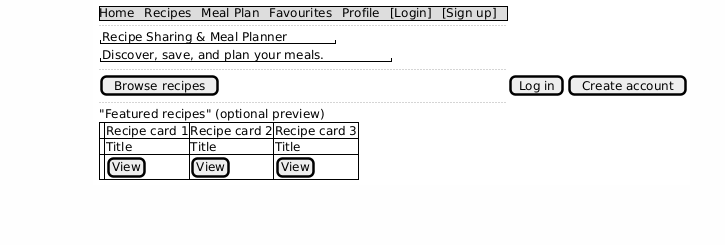 Home Recipes Meal Plan Favourites Profile [Login] [Sign up]
Recipe Sharing & Meal Planner
Discover, save, and plan your meals.
Browse recipes Log in Create account
"Featured recipes" (optional preview)
Recipe card 1 Recipe card 2 Recipe card 3
Title Title Title
View View View